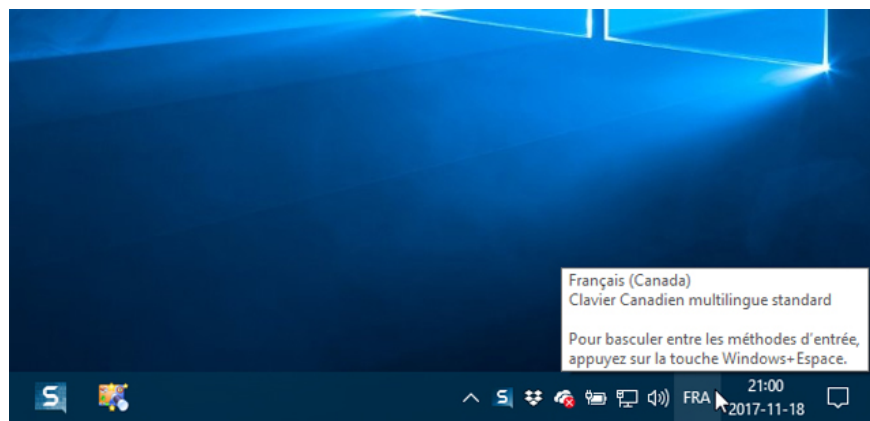 Français (Canada)
Clavier Canadien multilingue standard
Pour basculer entre les méthodes d'entrée,
appuyez sur la touche Windows+Espace.
S
S
FRA
21:00
2017-11-18